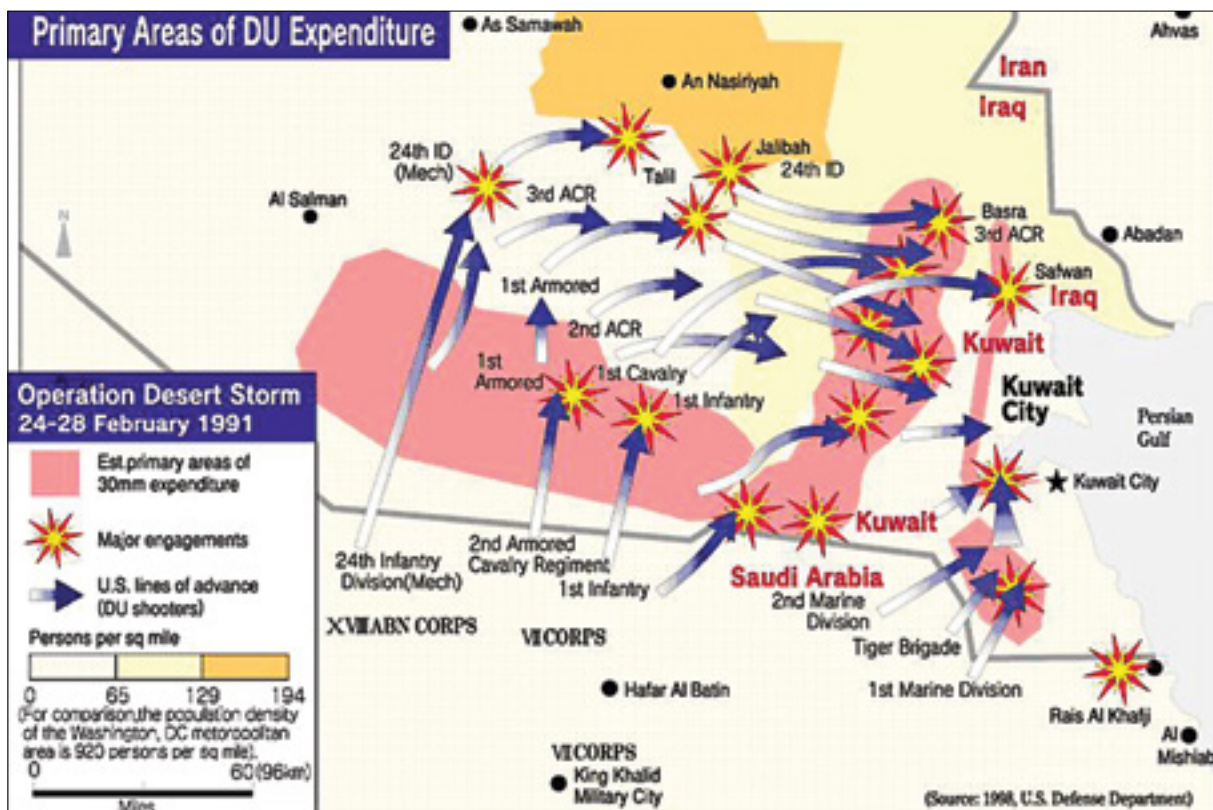 Primary Areas of DU Expenditure
As Samawah
Ahvas
An Nasiriyah
Iran
Iraq
24th ID
(Mech)
Talil
Jalibah
24th ID
Al Salman
N
3rd ACR
Basra
3rd ACR
Abadan
Safwan
Iraq
1st Armored
2nd ACR
Kuwait
1st
Armored
1st Cavalry
1st Infantry
Kuwait
City
Persian
Gulf
Operation Desert Storm
24-28 February 1991
Est.primary areas of
30mm expenditure
Major engagements
U.S. lines of advance
(DU shooters)
Persons per sq mile
0 65 129 194
(For comparison,the population density
of the Washington, DC metoropolitan
area is 920 persons per sq mile).
0 60(96km)
Miles
Kuwait City
Kuwait
24th Infantry
Division(Mech)
2nd Armored
Cavalry Regiment
1st Infantry
Saudi Arabia
2nd Marine
Division
XVIII ABN CORPS
VII CORPS
Tiger Brigade
1st Marine Division
Hafar Al Batin
Rais Al Khafji
Al
Mishiab
VII CORPS
King Khalid
Military City
(Source: 1998, U.S. Defense Department)